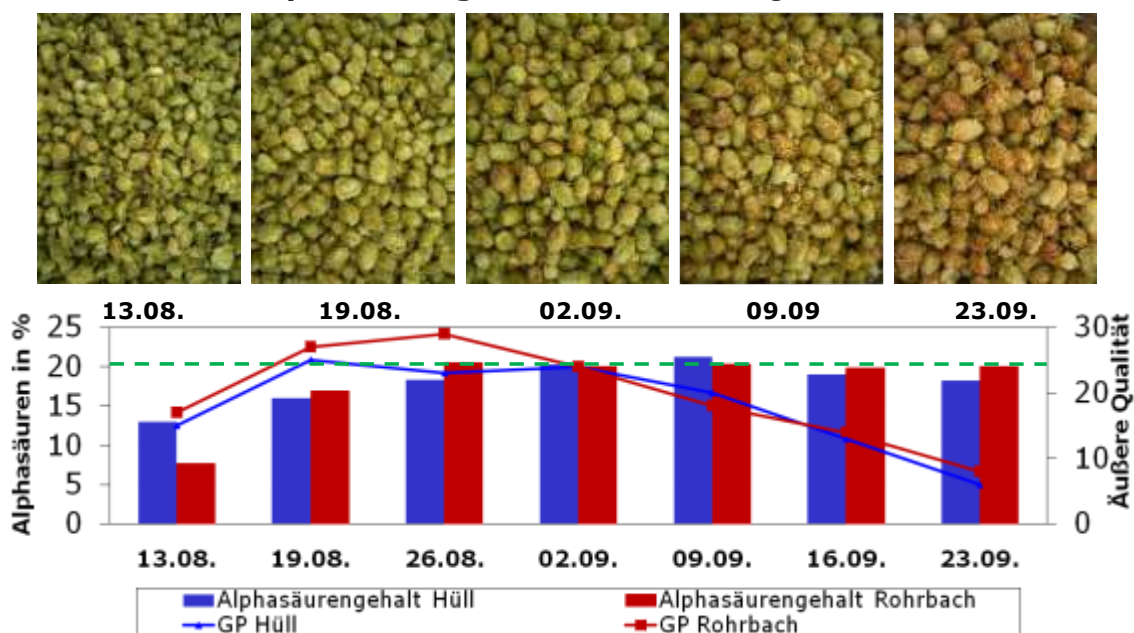 13.08. 19.08. 02.09. 09.09 23.09.
Alphasäuren in %
25
20
15
10
5
0
30
20
10
0
Äußere Qualität
13.08. 19.08. 26.08. 02.09. 09.09. 16.09. 23.09.
Alphasäurengehalt Hüll Alphasäurengehalt Rohrbach
GP Hüll GP Rohrbach